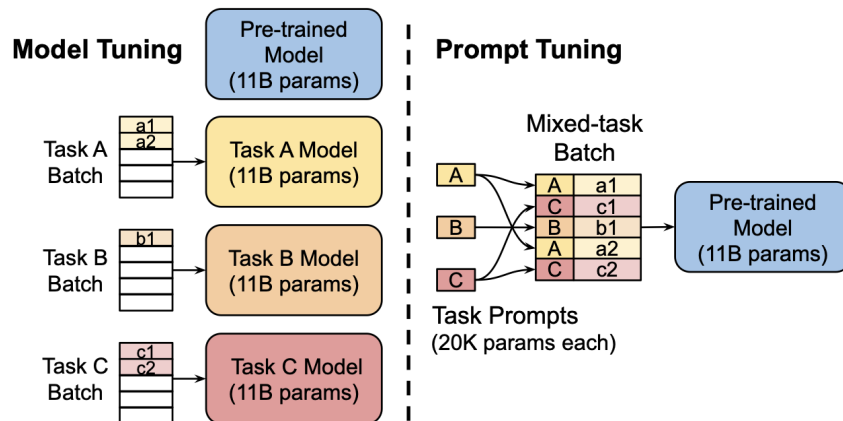 Model Tuning
Pre-trained
Model
(11B params)
Task A
Batch
a1
a2
Task A Model
(11B params)
Task B
Batch
b1
Task B Model
(11B params)
Task C
Batch
c1
c2
Task C Model
(11B params)
Prompt Tuning
Mixed-task
Batch
A
B
C
A a1
C c1
B b1
A a2
C c2
Task Prompts
(20K params each)
Pre-trained
Model
(11B params)